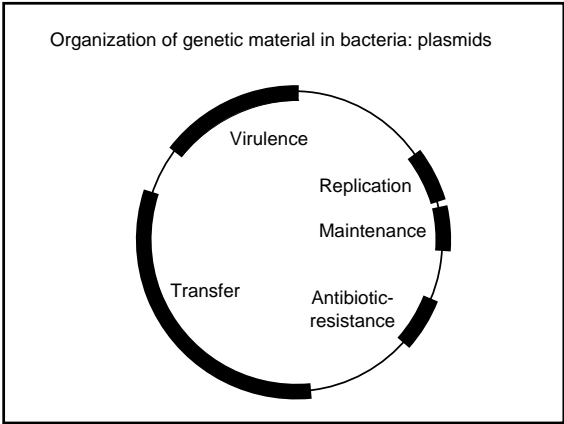 Organization of genetic material in bacteria: plasmids
Virulence
Replication
Maintenance
Transfer
Antibiotic-
resistance